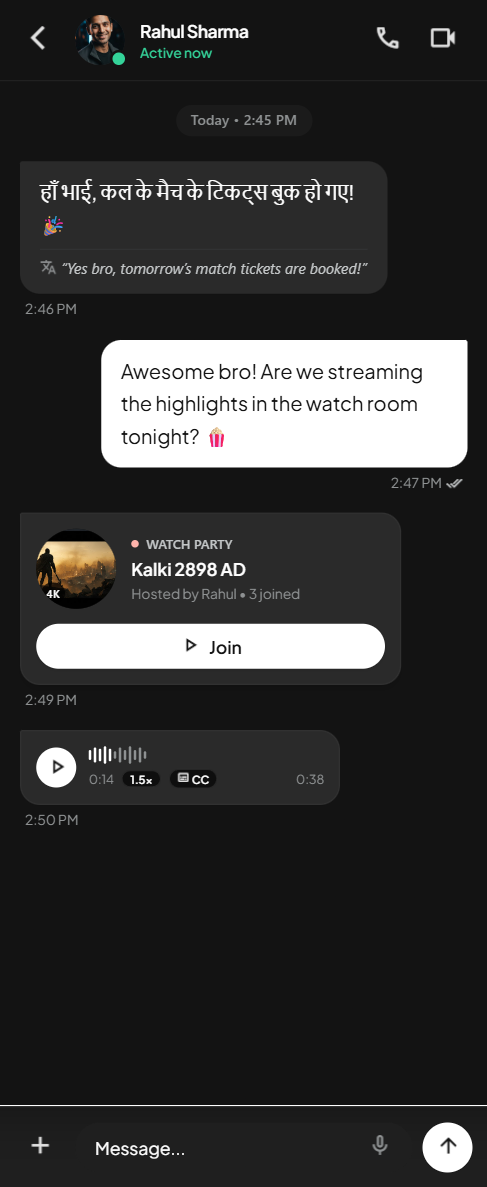 Rahul Sharma
Active now
Today • 2:45 PM
हाँ भाई, कल के मैच के टिकट्स बुक हो गए!
🎉
“Yes bro, tomorrow’s match tickets are booked!”
2:46 PM
Awesome bro! Are we streaming
the highlights in the watch room
tonight? 🍿
2:47 PM
WATCH PARTY
Kalki 2898 AD
Hosted by Rahul • 3 joined
4K
Join
2:49 PM
0:14 1.5× CC 0:38
2:50 PM
Message...